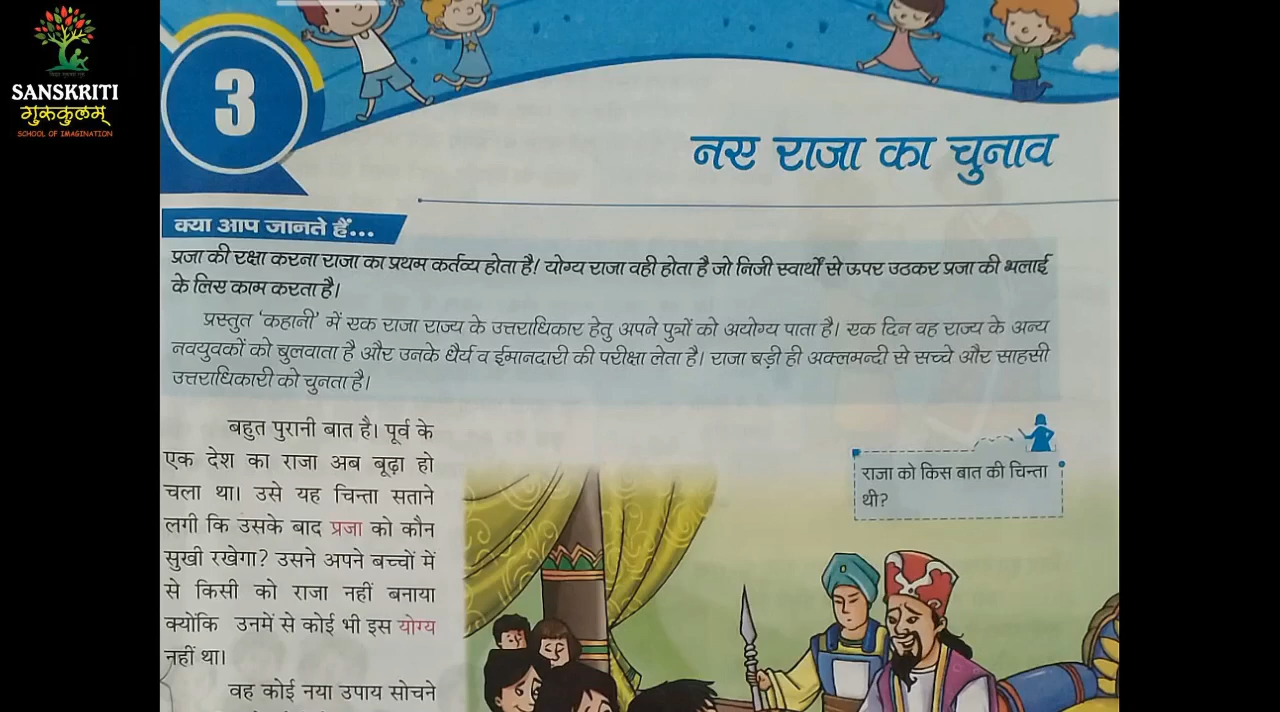 SANSKRITI
गुरुकुलम्
SCHOOL OF IMAGINATION
3
नए राजा का चुनाव
क्या आप जानते हैं...
प्रजा की रक्षा करना राजा का प्रथम कर्तव्य होता है। योग्य राजा वही होता है जो निजी स्वार्थों से ऊपर उठकर प्रजा की भलाई
के लिए काम करता है।
प्रस्तुत ‘कहानी’ में एक राजा राज्य के उत्तराधिकार हेतु अपने पुत्रों को अयोग्य पाता है। एक दिन वह राज्य के अन्य
नवयुवकों को बुलवाता है और उनके धैर्य व ईमानदारी की परीक्षा लेता है। राजा बड़ी ही अक्लमन्दी से सच्चे और साहसी
उत्तराधिकारी को चुनता है।
बहुत पुरानी बात है। पूर्व के
एक देश का राजा अब बूढ़ा हो
चला था। उसे यह चिन्ता सताने
लगी कि उसके बाद प्रजा को कौन
सुखी रखेगा? उसने अपने बच्चों में
से किसी को राजा नहीं बनाया
क्योंकि उनमें से कोई भी इस योग्य
नहीं था।
वह कोई नया उपाय सोचने
राजा को किस बात की चिन्ता
थी?